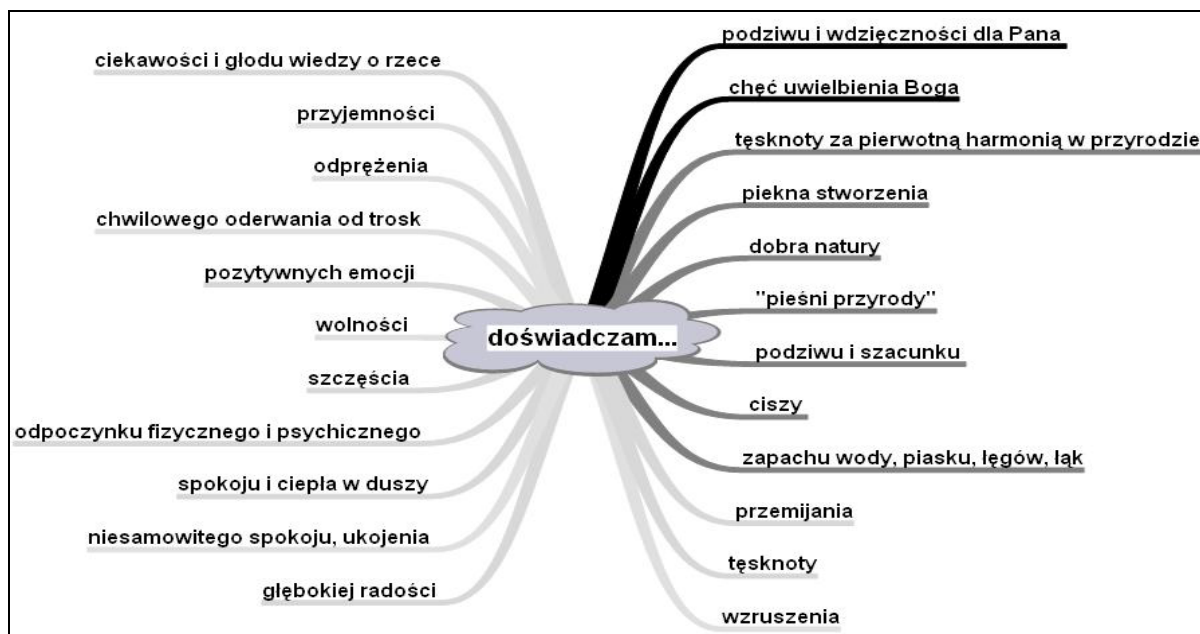 ciekawości i głodu wiedzy o rzece
przyjemności
odprężenia
chwilowego oderwania od trosk
pozytywnych emocji
wolności
szczęścia
odpoczynku fizycznego i psychicznego
spokoju i ciepła w duszy
niesamowitego spokoju, ukojenia
głębokiej radości
doświadczam...
podziwu i wdzięczności dla Pana
chęć uwielbienia Boga
tęsknoty za pierwotną harmonią w przyrodzie
piekna stworzenia
dobra natury
"pieśni przyrody"
podziwu i szacunku
ciszy
zapachu wody, piasku, łęgów, łąk
przemijania
tęsknoty
wzruszenia